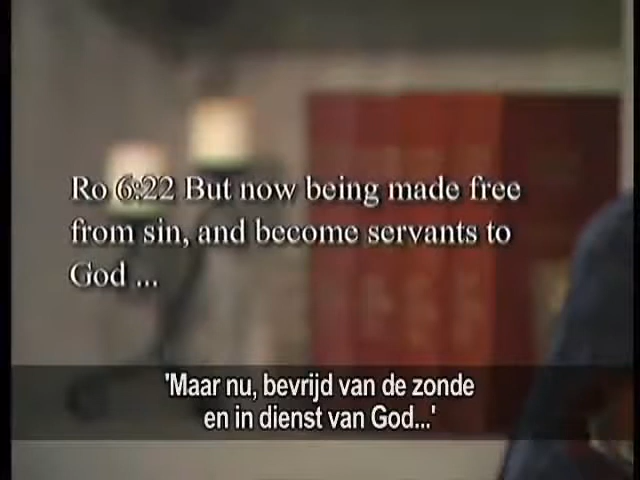 Ro 6:22 But now being made free
from sin, and become servants to
God ...
'Maar nu, bevrijd van de zonde
en in dienst van God...'